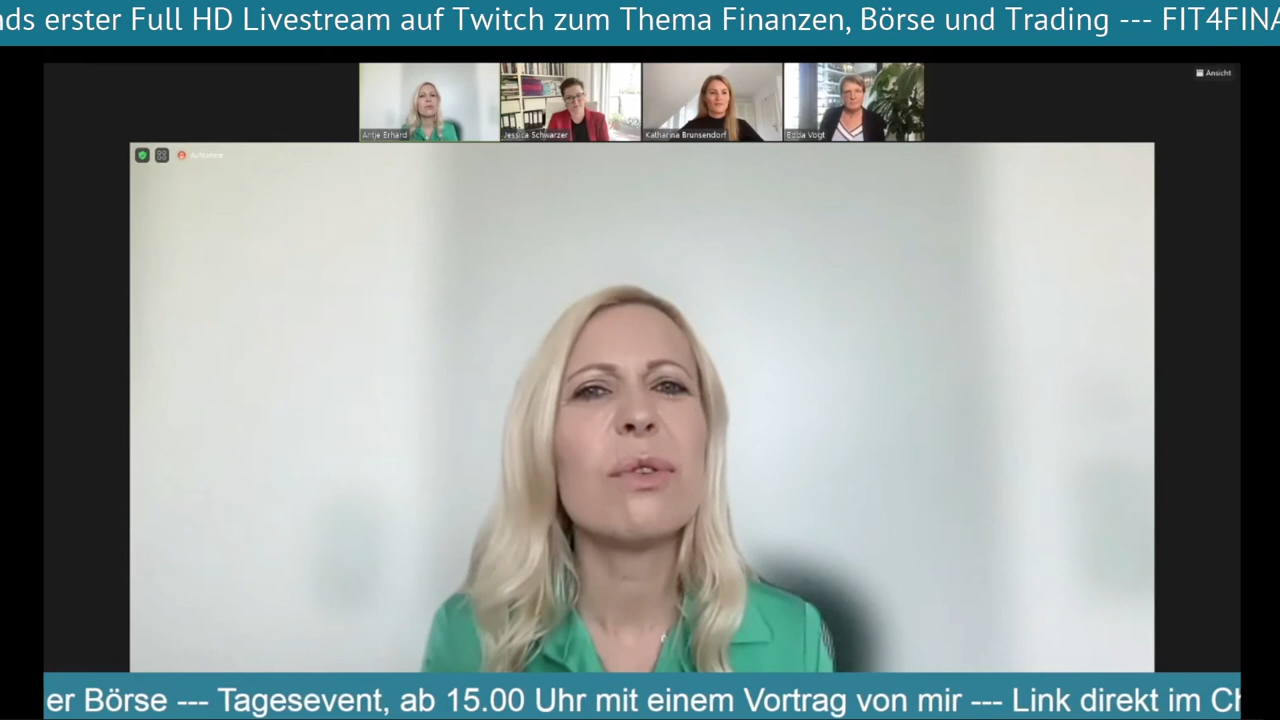 nds erster Full HD Livestream auf Twitch zum Thema Finanzen, Börse und Trading --- FIT4FINA
Ansicht
Antje Erhard
Jessica Schwarzer
Katharina Brunsendorf
Edda Vogt
Aufnahme
er Börse --- Tagesevent, ab 15.00 Uhr mit einem Vortrag von mir --- Link direkt im Ch